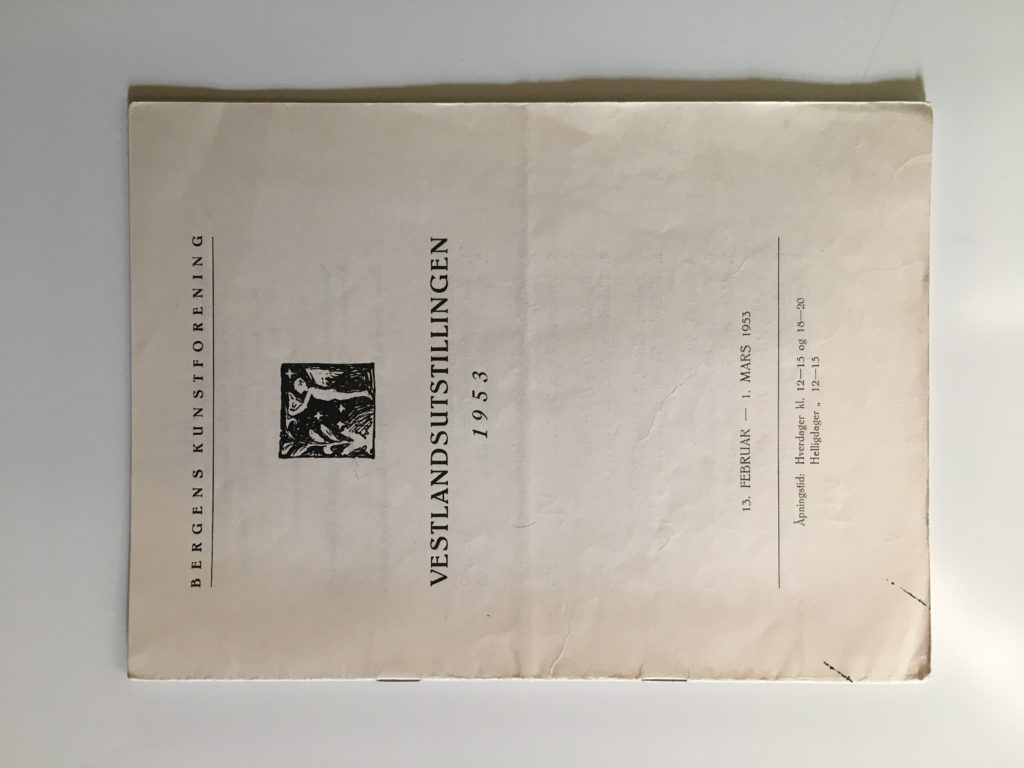 BERGENS KUNSTFORENING
VESTLANDSUTSTILLINGEN
1953
13. FEBRUAR — 1. MARS 1953
Åpningstid: Hverdager kl. 12—15 og 18—20
Helligdager „ 12—15